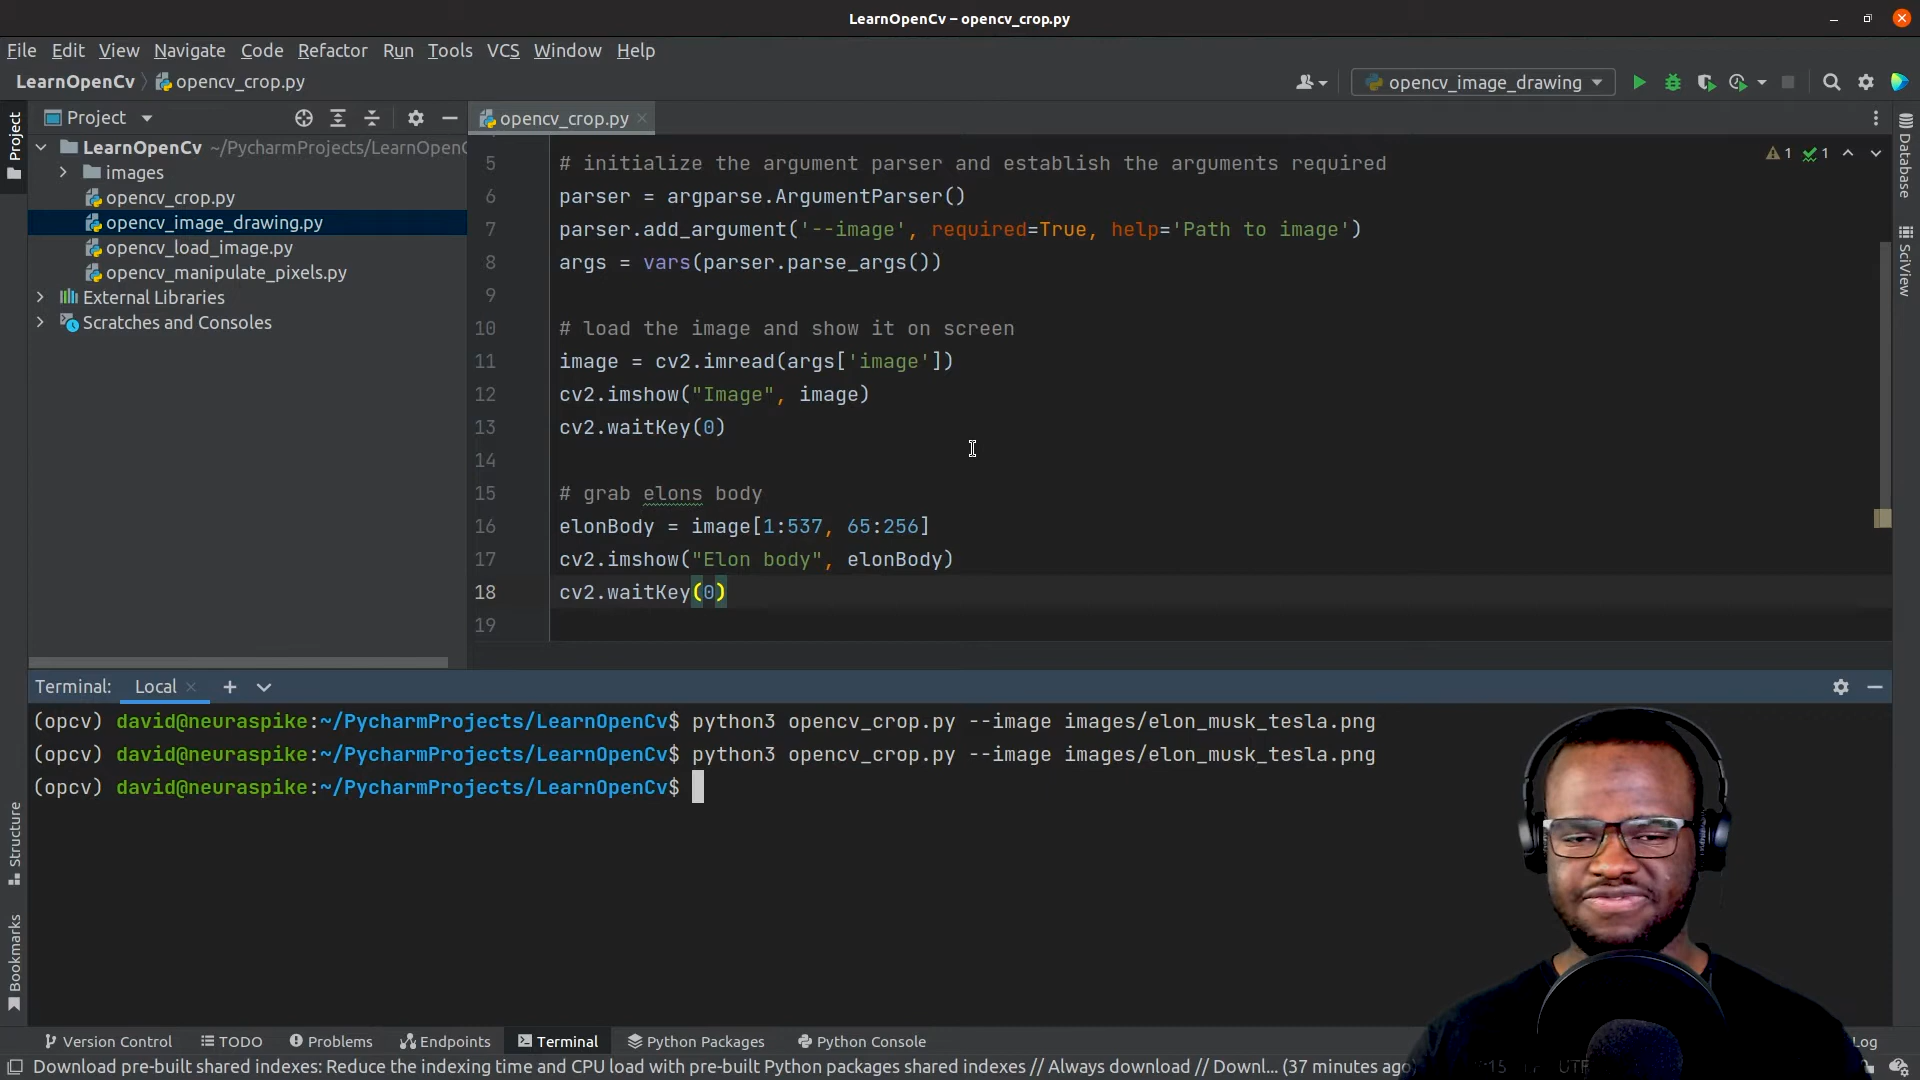 LearnOpenCv – opencv_crop.py
File Edit View Navigate Code Refactor Run Tools VCS Window Help
LearnOpenCv opencv_crop.py
opencv_image_drawing
Project
opencv_crop.py
Project
LearnOpenCv ~/PycharmProjects/LearnOpenC
images
opencv_crop.py
opencv_image_drawing.py
opencv_load_image.py
opencv_manipulate_pixels.py
External Libraries
Scratches and Consoles
5 # initialize the argument parser and establish the arguments required
6 parser = argparse.ArgumentParser()
7 parser.add_argument('--image', required=True, help='Path to image')
8 args = vars(parser.parse_args())
9
10 # load the image and show it on screen
11 image = cv2.imread(args['image'])
12 cv2.imshow("Image", image)
13 cv2.waitKey(0)
14
15 # grab elons body
16 elonBody = image[1:537, 65:256]
17 cv2.imshow("Elon body", elonBody)
18 cv2.waitKey(0)
19
1 1
Database
SciView
Terminal: Local
(opcv) david@neuraspike:~/PycharmProjects/LearnOpenCv$ python3 opencv_crop.py --image images/elon_musk_tesla.png
(opcv) david@neuraspike:~/PycharmProjects/LearnOpenCv$ python3 opencv_crop.py --image images/elon_musk_tesla.png
(opcv) david@neuraspike:~/PycharmProjects/LearnOpenCv$
Structure
Bookmarks
Version Control TODO Problems Endpoints Terminal Python Packages Python Console Log
Download pre-built shared indexes: Reduce the indexing time and CPU load with pre-built Python packages shared indexes // Always download // Downl... (37 minutes ago)